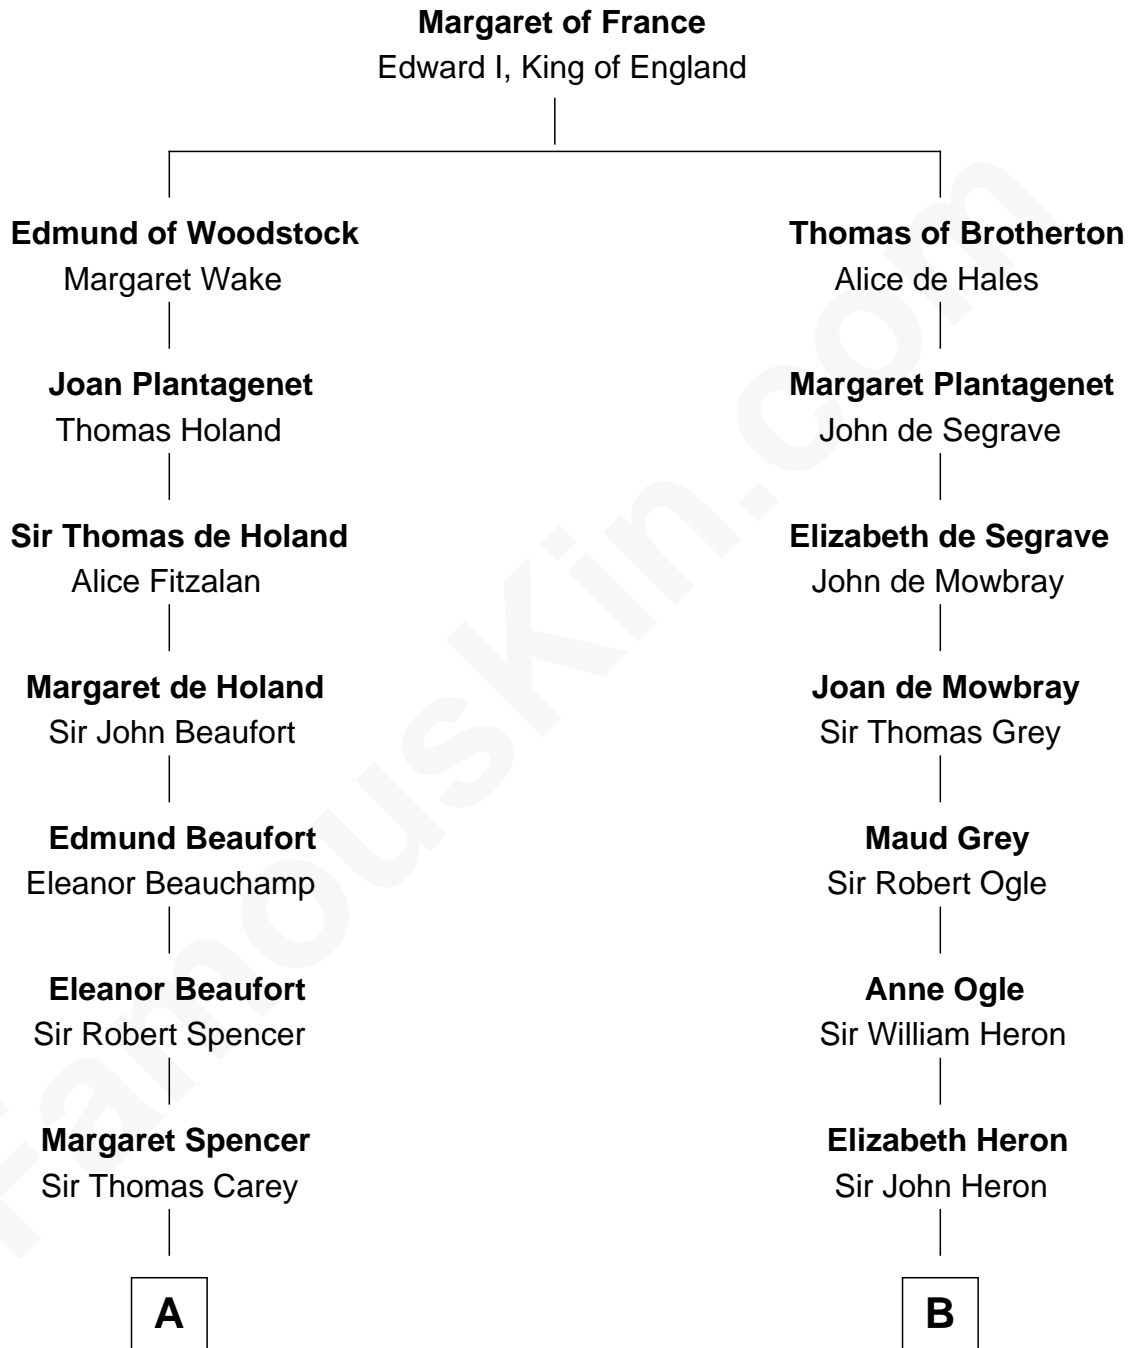 Margaret of France
Edward I, King of England
Edmund of Woodstock
Margaret Wake
Thomas of Brotherton
Alice de Hales
Joan Plantagenet
Thomas Holand
Margaret Plantagenet
John de Segrave
Sir Thomas de Holand
Alice Fitzalan
Elizabeth de Segrave
John de Mowbray
Margaret de Holand
Sir John Beaufort
Joan de Mowbray
Sir Thomas Grey
Edmund Beaufort
Eleanor Beauchamp
Maud Grey
Sir Robert Ogle
Eleanor Beaufort
Sir Robert Spencer
Anne Ogle
Sir William Heron
Margaret Spencer
Sir Thomas Carey
Elizabeth Heron
Sir John Heron
A
B
FamousKin.com